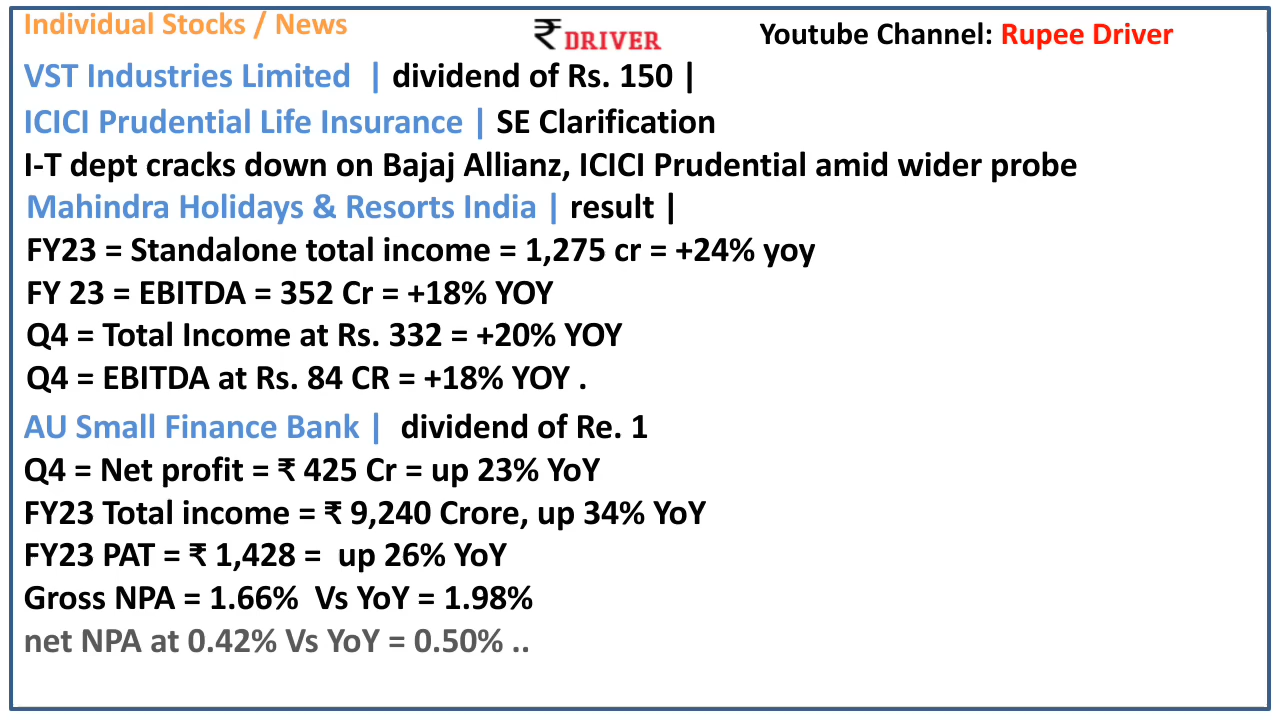 Individual Stocks / News
₹ DRIVER
Youtube Channel: Rupee Driver
VST Industries Limited | dividend of Rs. 150 |
ICICI Prudential Life Insurance | SE Clarification
I-T dept cracks down on Bajaj Allianz, ICICI Prudential amid wider probe
Mahindra Holidays & Resorts India | result |
FY23 = Standalone total income = 1,275 cr = +24% yoy
FY 23 = EBITDA = 352 Cr = +18% YOY
Q4 = Total Income at Rs. 332 = +20% YOY
Q4 = EBITDA at Rs. 84 CR = +18% YOY .
AU Small Finance Bank | dividend of Re. 1
Q4 = Net profit = ₹ 425 Cr = up 23% YoY
FY23 Total income = ₹ 9,240 Crore, up 34% YoY
FY23 PAT = ₹ 1,428 = up 26% YoY
Gross NPA = 1.66% Vs YoY = 1.98%
net NPA at 0.42% Vs YoY = 0.50% ..